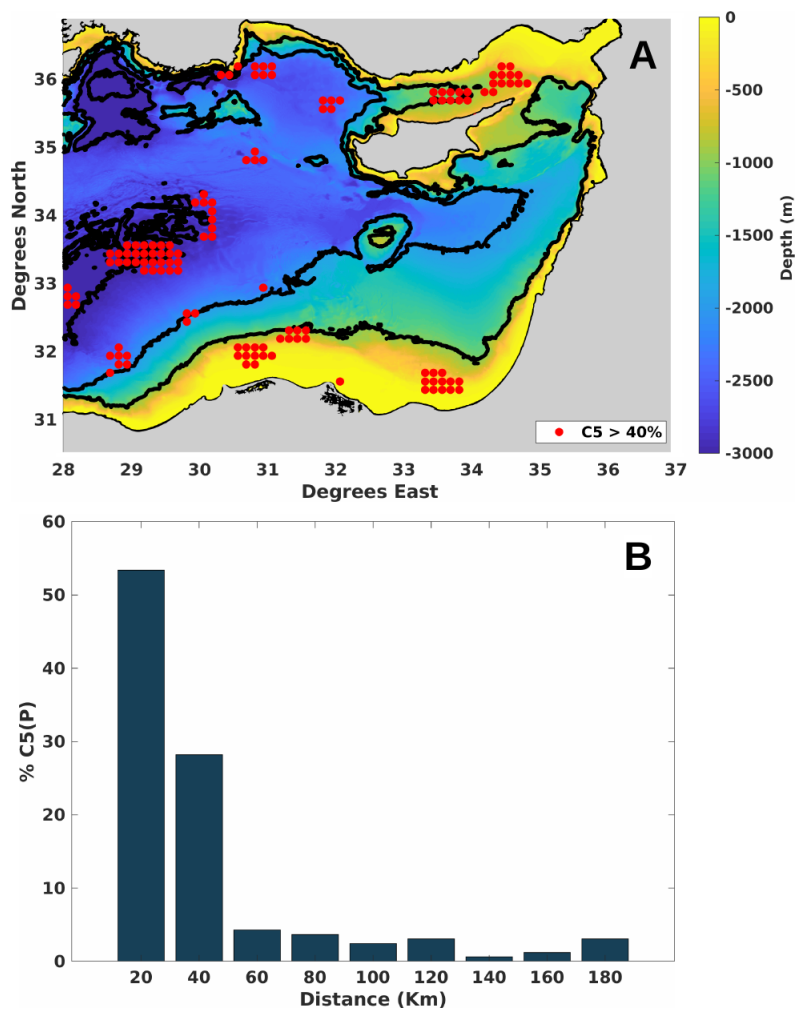 A
36
35
34
33
32
31
Degrees North
28 29 30 31 32 33 34 35 36 37
Degrees East
C5 > 40%
0
-500
-1000
-1500
-2000
-2500
-3000
Depth (m)
B
60
50
40
30
20
10
0
% C5(P)
20 40 60 80 100 120 140 160 180
Distance (Km)